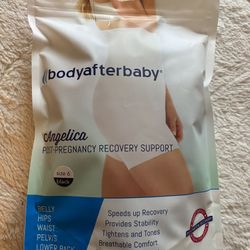 bodyafterbaby®
Angelica
POST-PREGNANCY RECOVERY SUPPORT
size 6
black
BELLY
HIPS
WAIST
PELVIS
LOWER BACK
Speeds up Recovery
Provides Stability
Tightens and Tones
Breathable Comfort